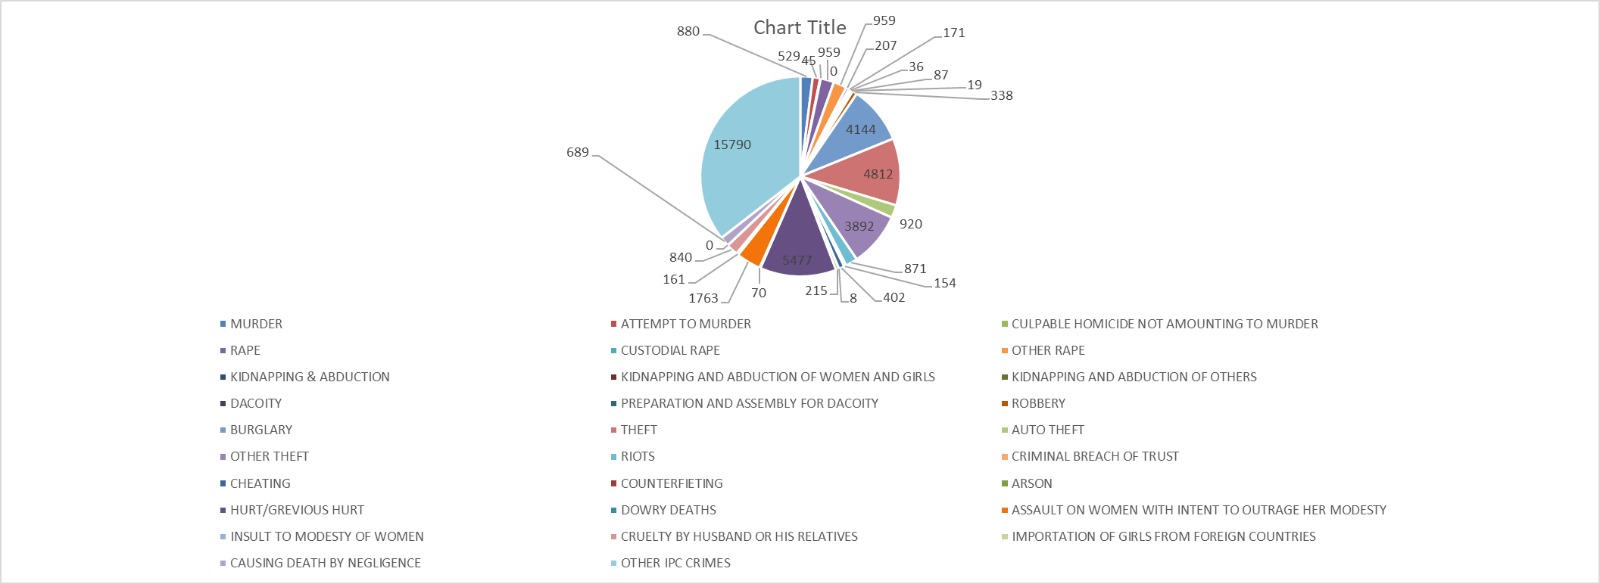 Chart Title
880
529
45
959
0
959
207
171
36
87
19
338
4144
4812
920
3892
871
154
402
8
215
5477
70
1763
161
840
0
689
15790
MURDER ATTEMPT TO MURDER CULPABLE HOMICIDE NOT AMOUNTING TO MURDER
RAPE CUSTODIAL RAPE OTHER RAPE
KIDNAPPING & ABDUCTION KIDNAPPING AND ABDUCTION OF WOMEN AND GIRLS KIDNAPPING AND ABDUCTION OF OTHERS
DACOITY PREPARATION AND ASSEMBLY FOR DACOITY ROBBERY
BURGLARY THEFT AUTO THEFT
OTHER THEFT RIOTS CRIMINAL BREACH OF TRUST
CHEATING COUNTERFIETING ARSON
HURT/GREVIOUS HURT DOWRY DEATHS ASSAULT ON WOMEN WITH INTENT TO OUTRAGE HER MODESTY
INSULT TO MODESTY OF WOMEN CRUELTY BY HUSBAND OR HIS RELATIVES IMPORTATION OF GIRLS FROM FOREIGN COUNTRIES
CAUSING DEATH BY NEGLIGENCE OTHER IPC CRIMES